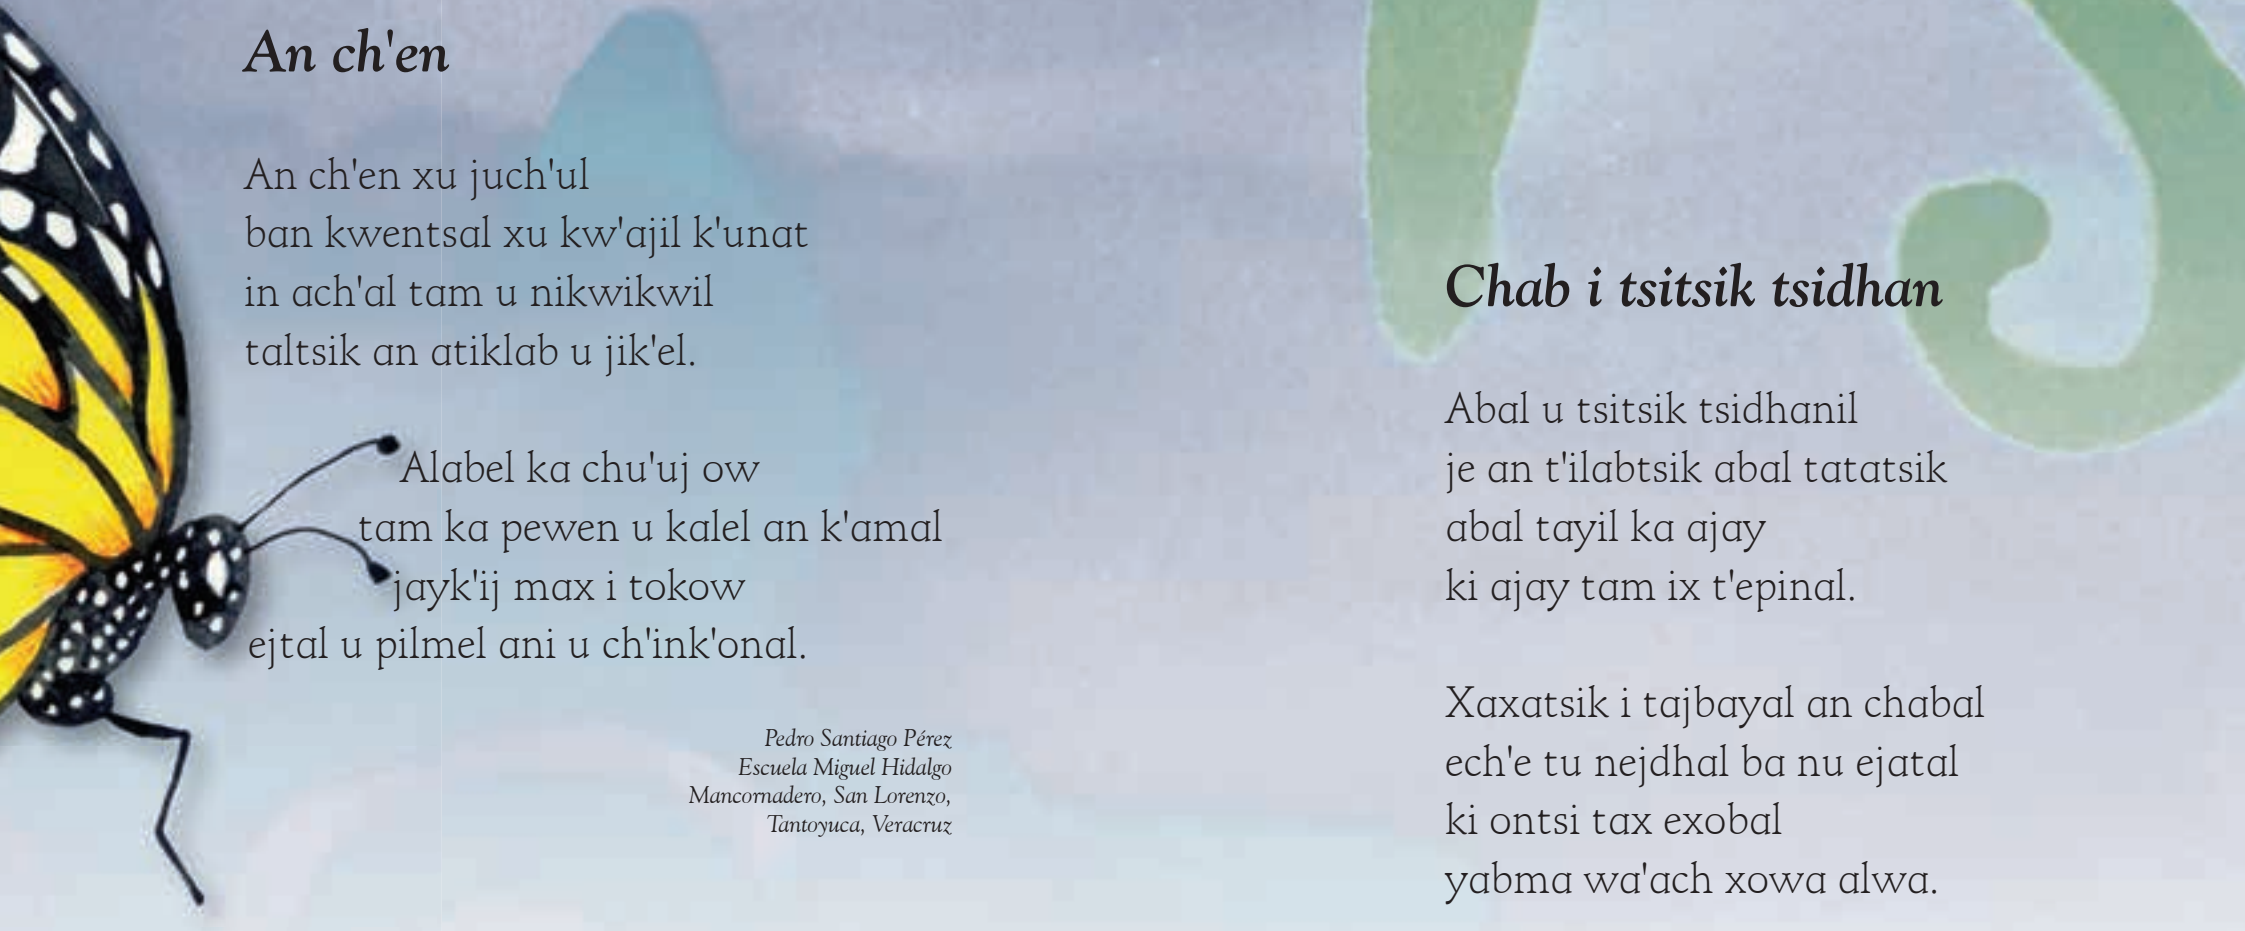 An ch'en
An ch'en xu juch'ul
ban kwentsal xu kw'ajil k'unat
in ach'al tam u nikwikwil
taltsik an atiklab u jik'el.
Alabel ka chu'uj ow
tam ka pewen u kalel an k'amal
jayk'ij max i tokow
ejtal u pilmel ani u ch'ink'onal.
Pedro Santiago Pérez
Escuela Miguel Hidalgo
Mancornadero, San Lorenzo,
Tantoyuca, Veracruz
Chab i tsitsik tsidhan
Abal u tsitsik tsidhanil
je an t'ilabtsik abal tatatsik
abal tayil ka ajay
ki ajay tam ix t'epinal.
Xaxatsik i tajbayal an chabal
ech'e tu nejdhal ba nu ejatal
ki ontsi tax exobal
yabma wa'ach xowa alwa.